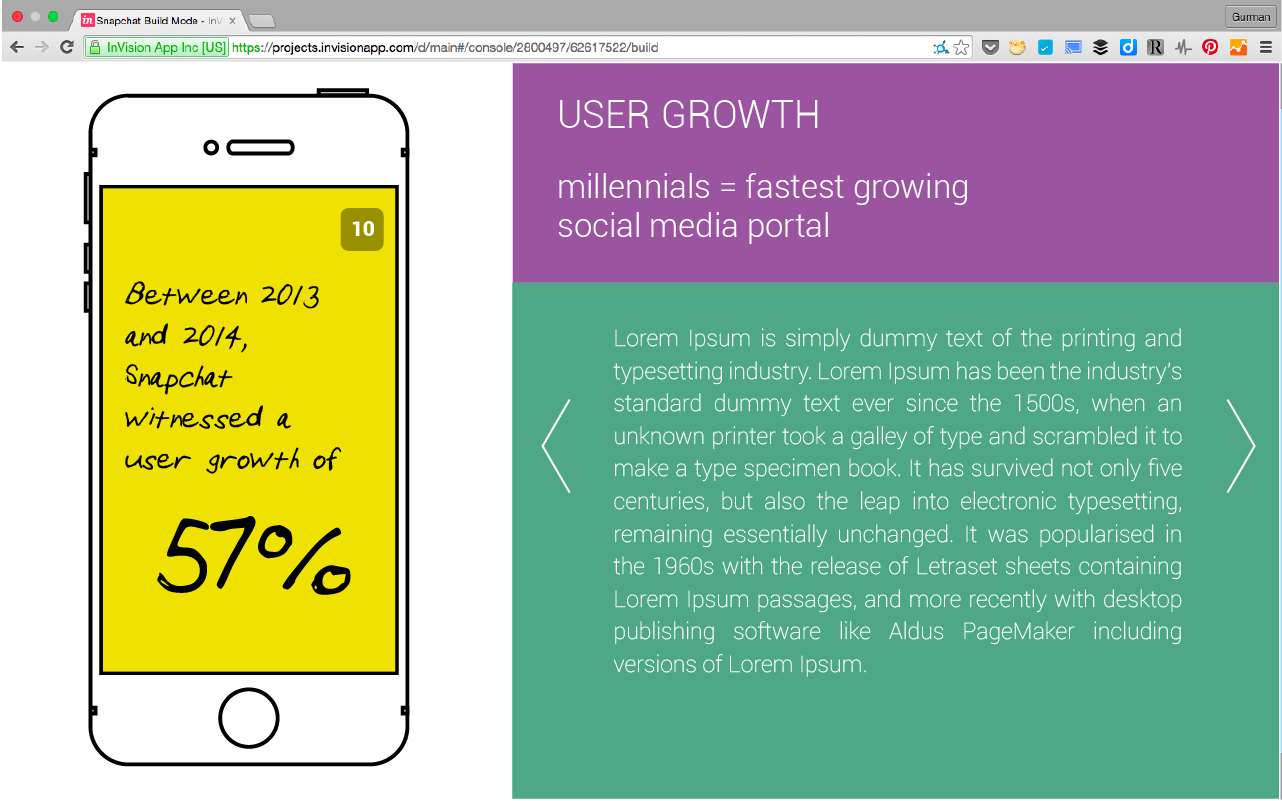 Snapchat Build Mode - InV
Gurman
InVision App Inc [US] https://projects.invisionapp.com/d/main#/console/2800497/62617522/build
10
Between 2013
and 2014,
Snapchat
witnessed a
user growth of
57%
USER GROWTH
millennials = fastest growing
social media portal
Lorem Ipsum is simply dummy text of the printing and
typesetting industry. Lorem Ipsum has been the industry's
standard dummy text ever since the 1500s, when an
unknown printer took a galley of type and scrambled it to
make a type specimen book. It has survived not only five
centuries, but also the leap into electronic typesetting,
remaining essentially unchanged. It was popularised in
the 1960s with the release of Letraset sheets containing
Lorem Ipsum passages, and more recently with desktop
publishing software like Aldus PageMaker including
versions of Lorem Ipsum.